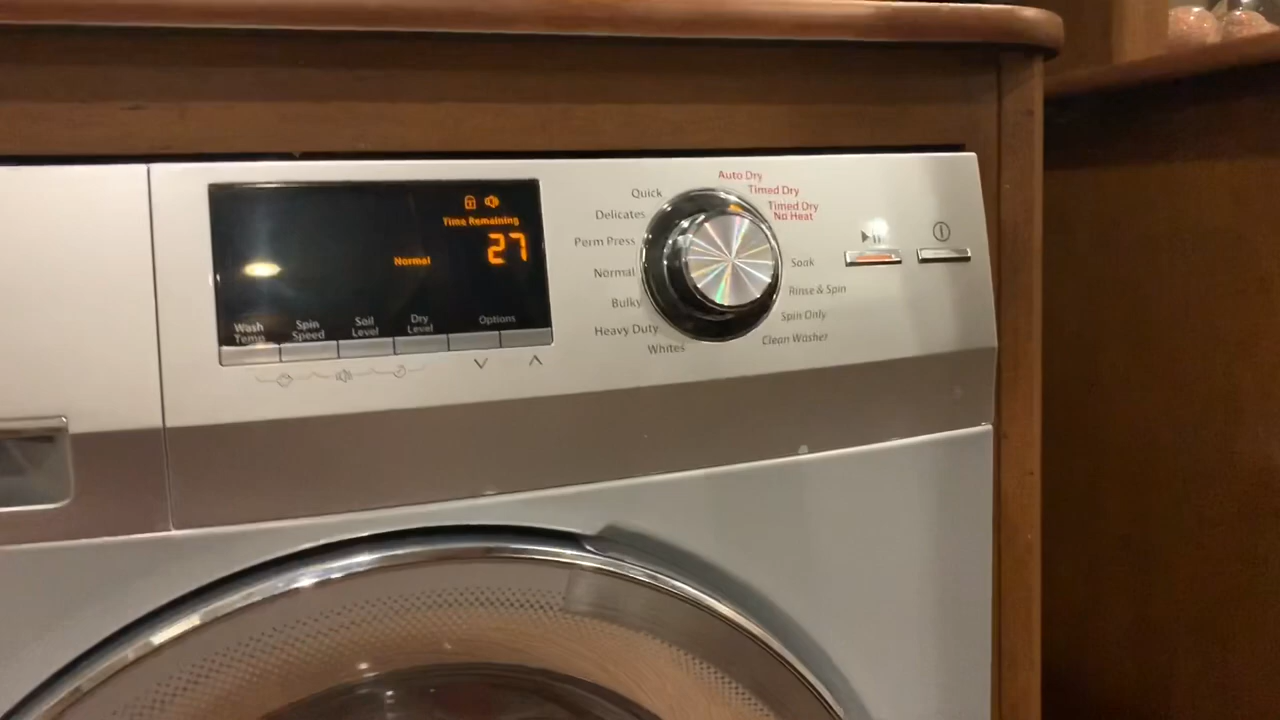 Time Remaining
27
Normal
Wash
Temp
Spin
Speed
Soil
Level
Dry
Level
Options
Auto Dry
Timed Dry
Timed Dry
No Heat
Quick
Delicates
Perm Press
Normal
Bulky
Heavy Duty
Whites
Soak
Rinse & Spin
Spin Only
Clean Washer